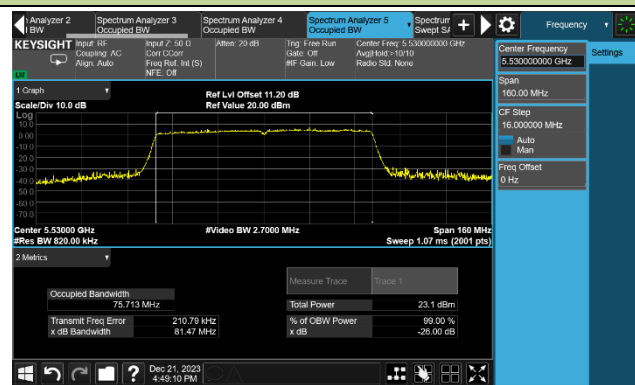 Analyzer 2
BW
Spectrum Analyzer 3
Occupied BW
Spectrum Analyzer 4
Occupied BW
Spectrum Analyzer 5
Occupied BW
Spectrum
Swept SA
+
Frequency
KEYSIGHT
Input: RF
Coupling: AC
Align: Auto
Input Z: 50 Ω
Corr CCorr
Freq Ref: Int (S)
NFE: Off
Atten: 20 dB
Trig: Free Run
Gate: Off
#IF Gain: Low
Center Freq: 5.530000000 GHz
Avg|Hold:>10/10
Radio Std: None
Center Frequency
5.530000000 GHz
Settings
Span
160.00 MHz
CF Step
16.000000 MHz
Auto
Man
Freq Offset
0 Hz
1 Graph
Scale/Div 10.0 dB
Ref Lvl Offset 11.20 dB
Ref Value 20.00 dBm
Log
10.0
0.00
-10.0
-20.0
-30.0
-40.0
-50.0
-60.0
-70.0
Center 5.53000 GHz
#Res BW 820.00 kHz
#Video BW 2.7000 MHz
Span 160 MHz
Sweep 1.07 ms (2001 pts)
2 Metrics
Measure Trace
Trace 1
Occupied Bandwidth
75.713 MHz
Total Power
23.1 dBm
Transmit Freq Error
210.79 kHz
% of OBW Power
99.00 %
x dB Bandwidth
81.47 MHz
x dB
-26.00 dB
?
Dec 21, 2023
4:49:10 PM